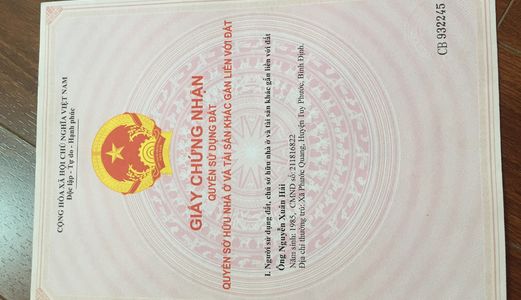 CỘNG HÒA XÃ HỘI CHỦ NGHĨA VIỆT NAM
Độc lập - Tự do - Hạnh phúc
GIẤY CHỨNG NHẬN
QUYỀN SỬ DỤNG ĐẤT
QUYỀN SỞ HỮU NHÀ Ở VÀ TÀI SẢN KHÁC GẮN LIỀN VỚI ĐẤT
I. Người sử dụng đất, chủ sở hữu nhà ở và tài sản khác gắn liền với đất
Ông Nguyễn Xuân Hải
Năm sinh: 1985, CMND số: 211816822
Địa chỉ thường trú: Xã Phước Quang, Huyện Tuy Phước, Bình Định.
CB 932245